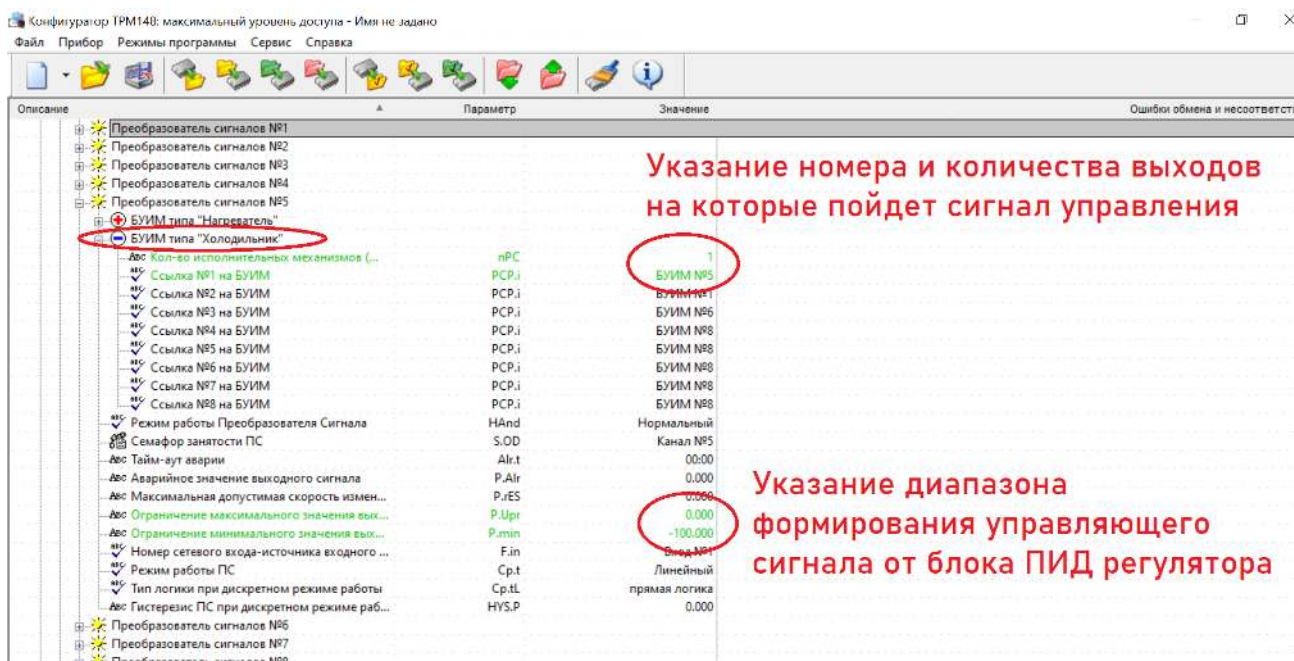 Конфигуратор ТРМ148: максимальный уровень доступа - Имя не задано
Файл Прибор Режимы программы Сервис Справка
Описание Параметр Значение Ошибки обмена и несоответст
Преобразователь сигналов №1
Преобразователь сигналов №2
Преобразователь сигналов №3
Преобразователь сигналов №4
Преобразователь сигналов №5
Указание номера и количества выходов
на которые пойдет сигнал управления
БУИМ типа "Нагреватель"
БУИМ типа "Холодильник"
Кол-во исполнительных механизмов (... nPC 1
Ссылка №1 на БУИМ PCP.i БУИМ №5
Ссылка №2 на БУИМ PCP.i БУИМ №1
Ссылка №3 на БУИМ PCP.i БУИМ №6
Ссылка №4 на БУИМ PCP.i БУИМ №8
Ссылка №5 на БУИМ PCP.i БУИМ №8
Ссылка №6 на БУИМ PCP.i БУИМ №8
Ссылка №7 на БУИМ PCP.i БУИМ №8
Ссылка №8 на БУИМ PCP.i БУИМ №8
Режим работы Преобразователя Сигнала HAnd Нормальный
Семафор занятости ПС S.OD Канал №5
Тайм-аут аварии Alr.t 00:00
Аварийное значение выходного сигнала P.Alr 0.000
Максимальная допустимая скорость измен... P.rES 0.000
Ограничение максимального значения вых... P.Upr 0.000
Ограничение минимального значения вых... P.min -100.000
Номер сетевого входа-источника входного ... F.in Вход №1
Режим работы ПС Cp.t Линейный
Тип логики при дискретном режиме работы Cp.tL прямая логика
Гистерезис ПС при дискретном режиме раб... HYS.P 0.000
Указание диапазона
формирования управляющего
сигнала от блока ПИД регулятора
Преобразователь сигналов №6
Преобразователь сигналов №7
Преобразователь сигналов №8